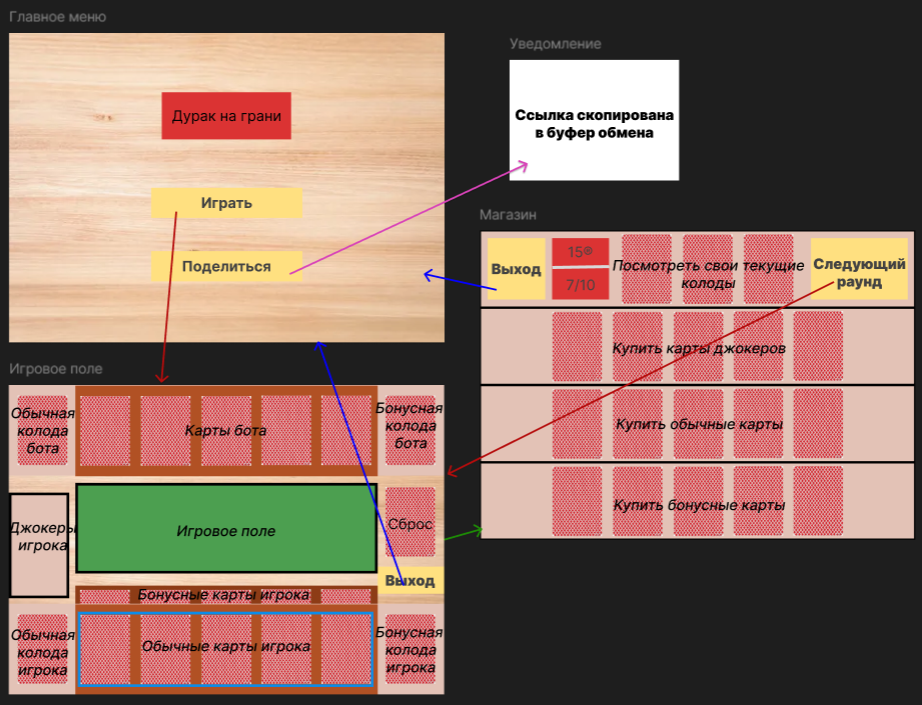 Главное меню
Дурак на грани
Играть
Поделиться
Уведомление
Ссылка скопирована
в буфер обмена
Магазин
Выход
15®
7/10
Посмотреть свои текущие
колоды
Следующий
раунд
Купить карты джокеров
Купить обычные карты
Купить бонусные карты
Игровое поле
Обычная
колода
бота
Карты бота
Бонусная
колода
бота
Джокеры
игрока
Игровое поле
Сброс
Выход
Бонусные карты игрока
Обычная
колода
игрока
Обычные карты игрока
Бонусная
колода
игрока